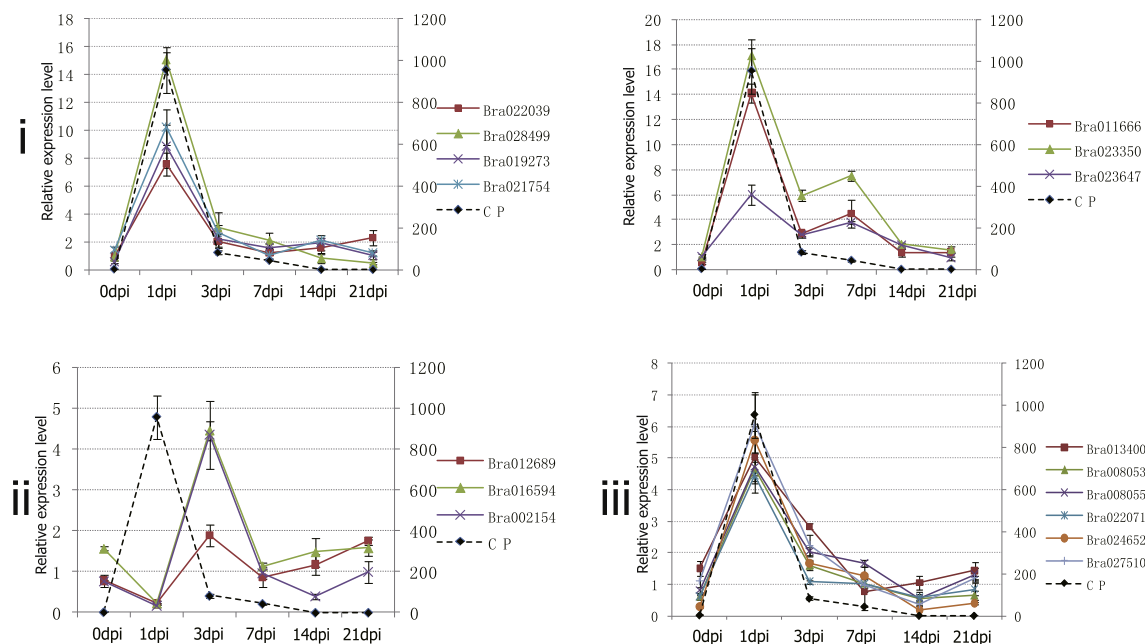 i
Relative expression level
18
16
14
12
10
8
6
4
2
0
1200
1000
800
600
400
200
0
0dpi 1dpi 3dpi 7dpi 14dpi 21dpi
Bra022039
Bra028499
Bra019273
Bra021754
C P
Relative expression level
20
18
16
14
12
10
8
6
4
2
0
1200
1000
800
600
400
200
0
0dpi 1dpi 3dpi 7dpi 14dpi 21dpi
Bra011666
Bra023350
Bra023647
C P
ii
Relative expression level
6
5
4
3
2
1
0
1200
1000
800
600
400
200
0
0dpi 1dpi 3dpi 7dpi 14dpi 21dpi
Bra012689
Bra016594
Bra002154
C P
iii
Relative expression level
8
7
6
5
4
3
2
1
0
1200
1000
800
600
400
200
0
0dpi 1dpi 3dpi 7dpi 14dpi 21dpi
Bra013400
Bra008053
Bra008055
Bra022071
Bra024652
Bra027510
C P